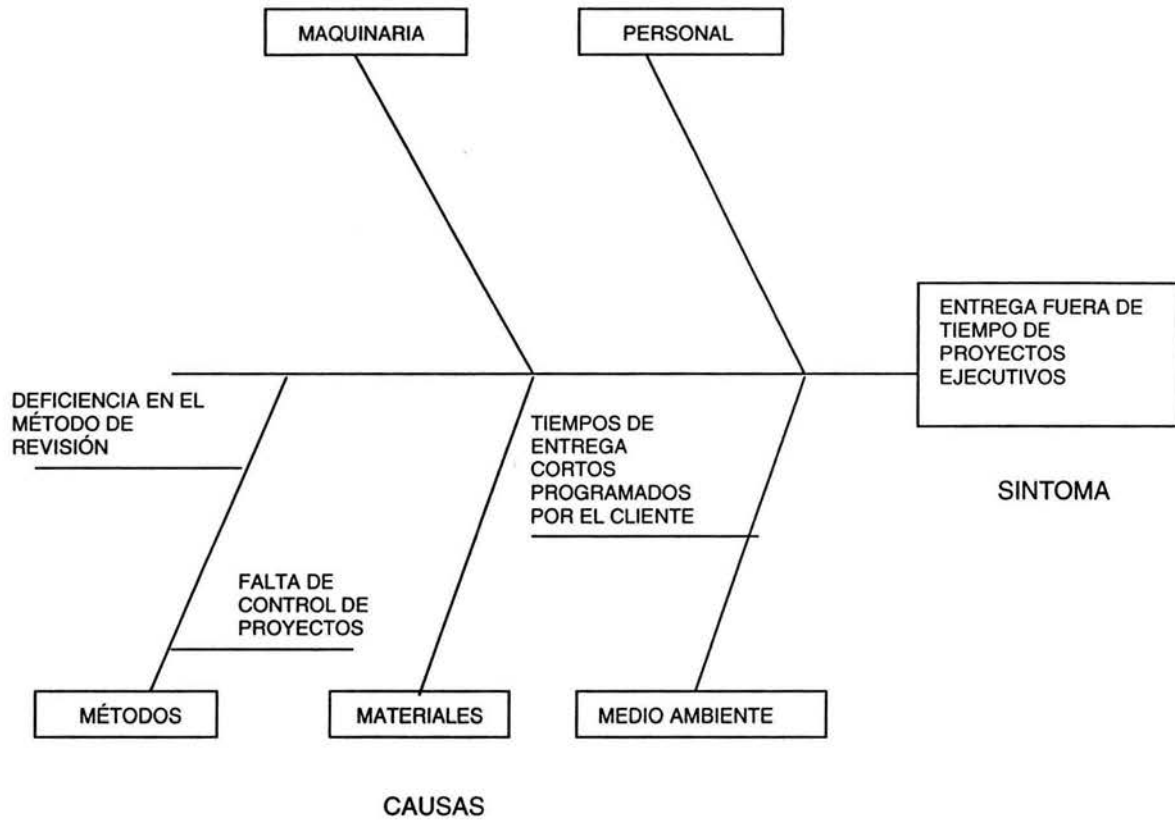 MAQUINARIA
PERSONAL
ENTREGA FUERA DE
TIEMPO DE
PROYECTOS
EJECUTIVOS
SINTOMA
DEFICIENCIA EN EL
MÉTODO DE
REVISIÓN
TIEMPOS DE
ENTREGA
CORTOS
PROGRAMADOS
POR EL CLIENTE
FALTA DE
CONTROL DE
PROYECTOS
MÉTODOS
MATERIALES
MEDIO AMBIENTE
CAUSAS